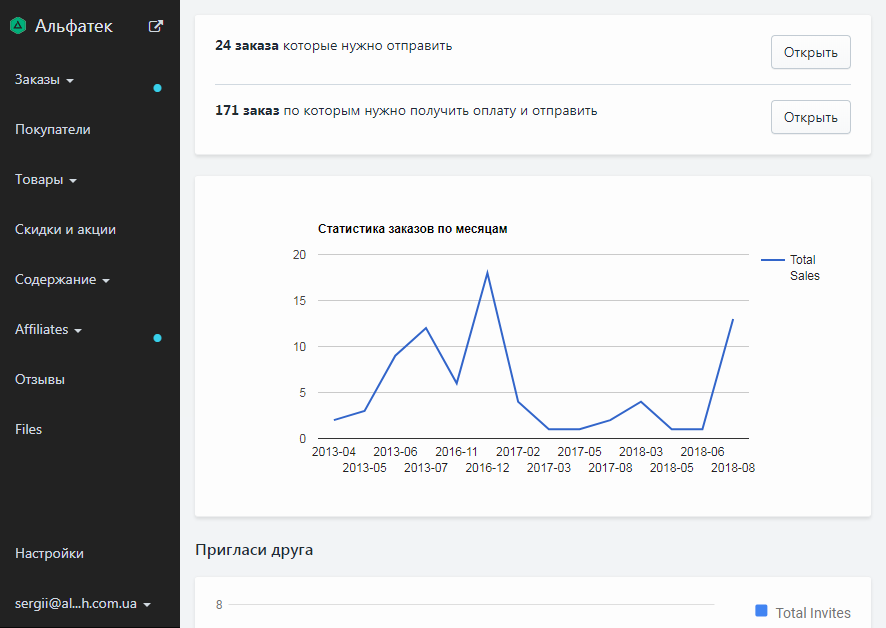 Альфатек
Заказы
Покупатели
Товары
Скидки и акции
Содержание
Affiliates
Отзывы
Files
Настройки
sergii@al...h.com.ua
24 заказа которые нужно отправить
Открыть
171 заказ по которым нужно получить оплату и отправить
Открыть
Статистика заказов по месяцам
20
15
10
5
0
Total
Sales
2013-04 2013-06 2016-11 2017-02 2017-05 2018-03 2018-06
2013-05 2013-07 2016-12 2017-03 2017-08 2018-05 2018-08
Пригласи друга
8
Total Invites